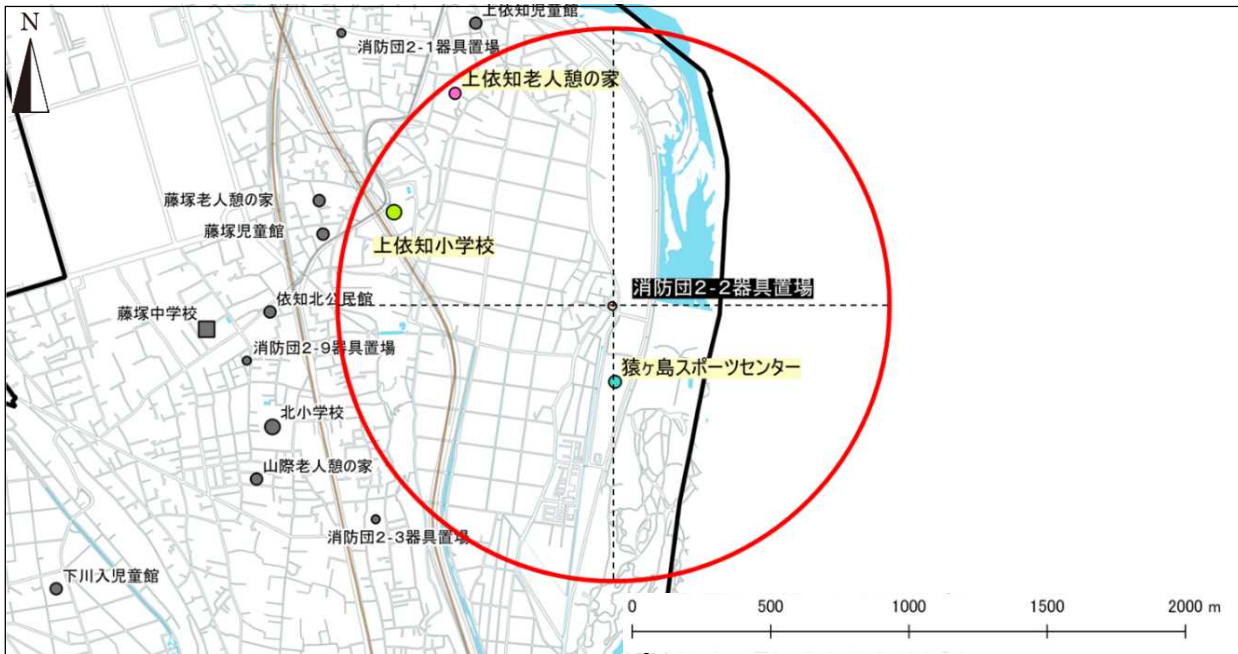 N
上依知児童館
消防団2-1器具置場
上依知老人憩の家
藤塚老人憩の家
藤塚児童館
上依知小学校
消防団2-2器具置場
依知北公民館
藤塚中学校
消防団2-9器具置場
猿ヶ島スポーツセンター
北小学校
山際老人憩の家
消防団2-3器具置場
下川入児童館
0 500 1000 1500 2000 m